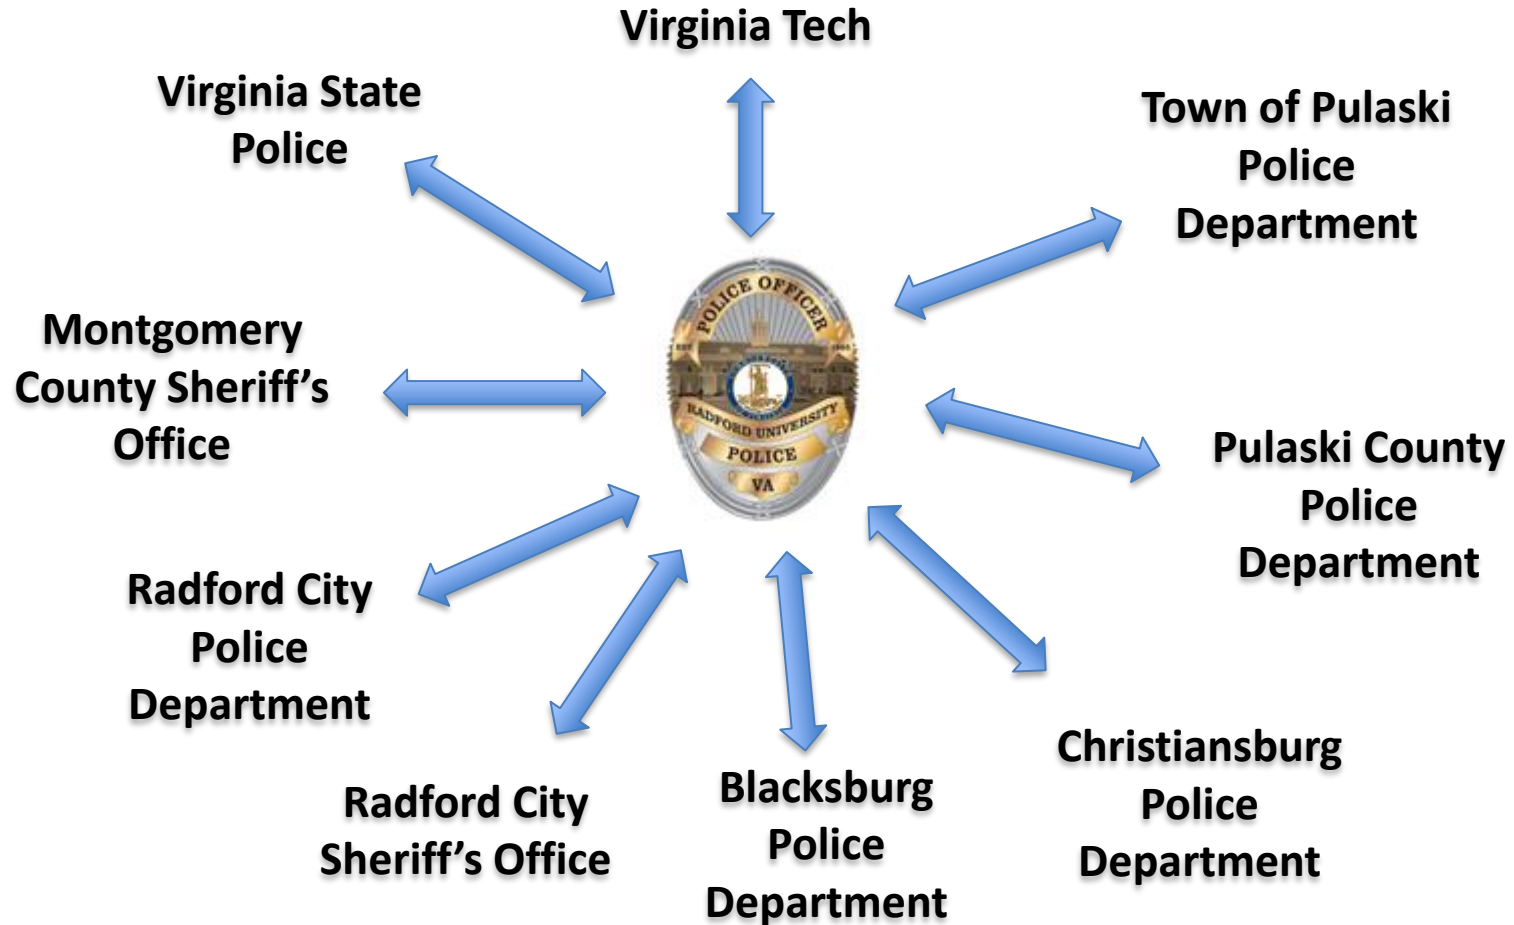 Virginia Tech
Virginia State
Police
Town of Pulaski
Police
Department
Montgomery
County Sheriff’s
Office
POLICE OFFICER
RADFORD UNIVERSITY
POLICE
VA
Pulaski County
Police
Department
Radford City
Police
Department
Radford City
Sheriff’s Office
Blacksburg
Police
Department
Christiansburg
Police
Department